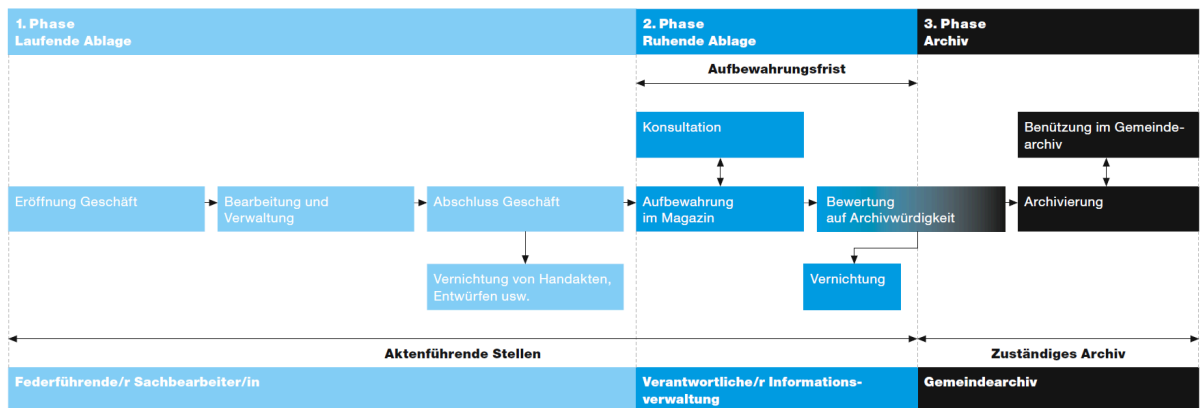 1. Phase
Laufende Ablage
2. Phase
Ruhende Ablage
3. Phase
Archiv
Aufbewahrungsfrist
Konsultation
Benützung im Gemeinde-
archiv
Eröffnung Geschäft
Bearbeitung und
Verwaltung
Abschluss Geschäft
Aufbewahrung
im Magazin
Bewertung
auf Archivwürdigkeit
Archivierung
Vernichtung von Handakten,
Entwürfen usw.
Vernichtung
Aktenführende Stellen
Zuständiges Archiv
Federführende/r Sachbearbeiter/in
Verantwortliche/r Informations-
verwaltung
Gemeindearchiv